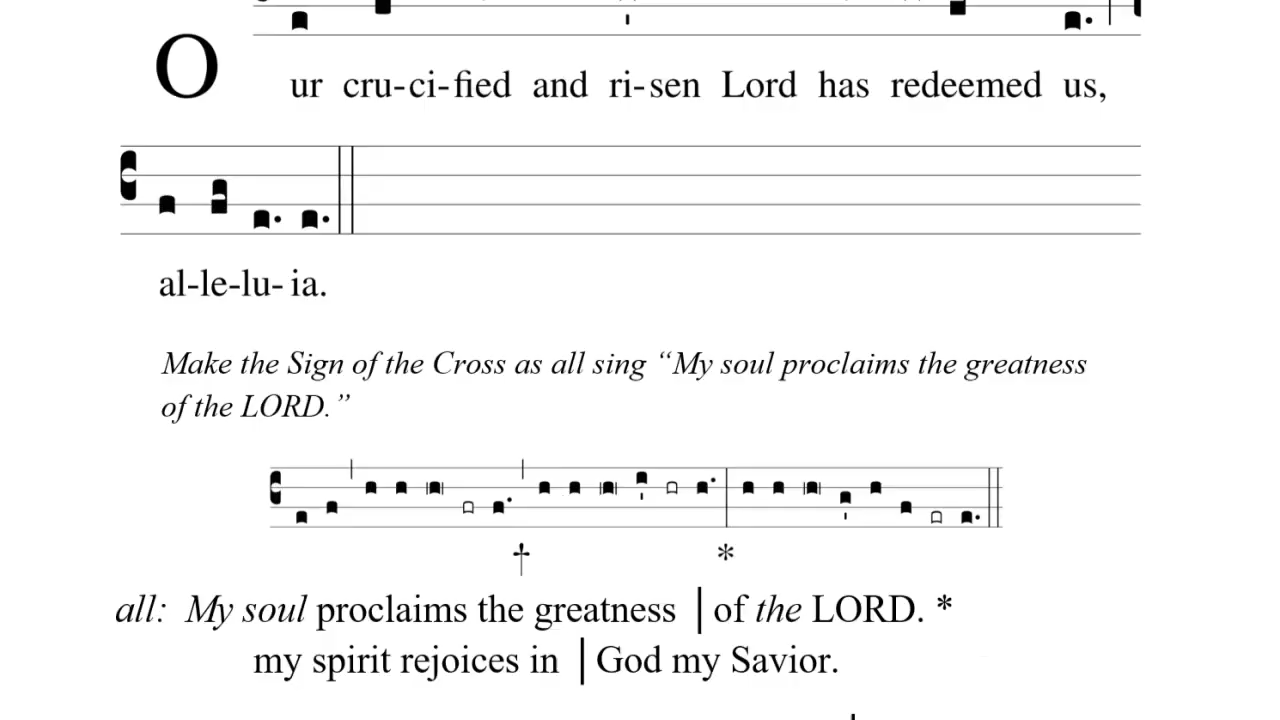 Our cru-ci-fied and ri-sen Lord has redeemed us,
al-le-lu-ia.
Make the Sign of the Cross as all sing “My soul proclaims the greatness
of the LORD.”
† *
all: My soul proclaims the greatness | of the LORD. *
my spirit rejoices in | God my Savior.